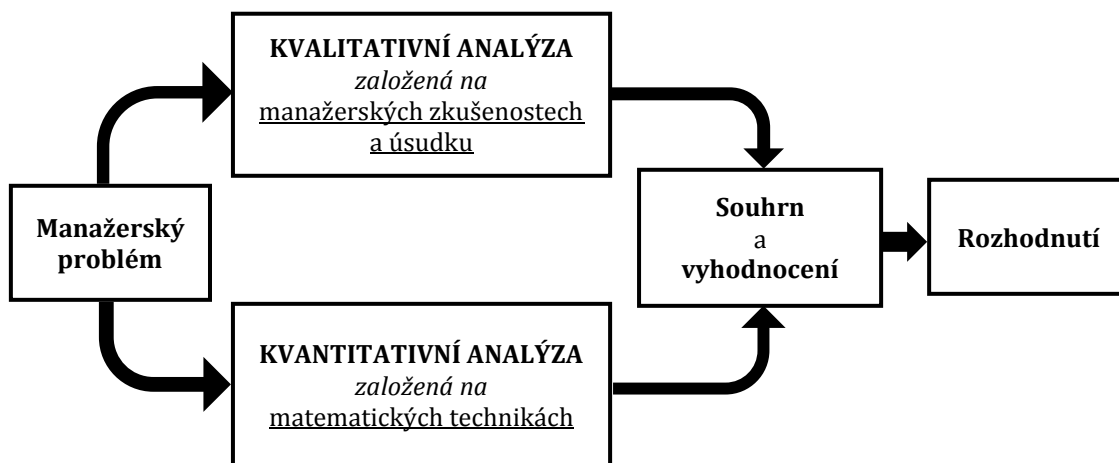 KVALITATIVNÍ ANALÝZA
založená na
manažerských zkušenostech
a úsudku
Manažerský
problém
Souhrn
a
vyhodnocení
Rozhodnutí
KVANTITATIVNÍ ANALÝZA
založená na
matematických technikách